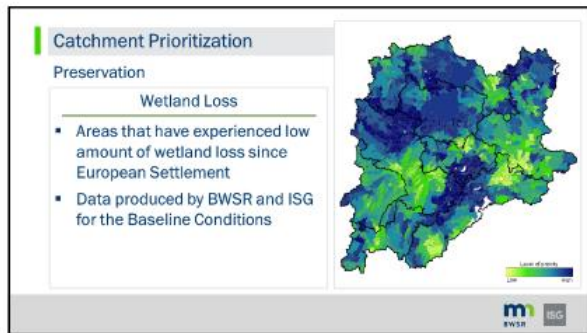 Catchment Prioritization
Preservation
Wetland Loss
▪ Areas that have experienced low
amount of wetland loss since
European Settlement
▪ Data produced by BWSR and ISG
for the Baseline Conditions
Level of priority
Low
High
mn
BWSR
ISG